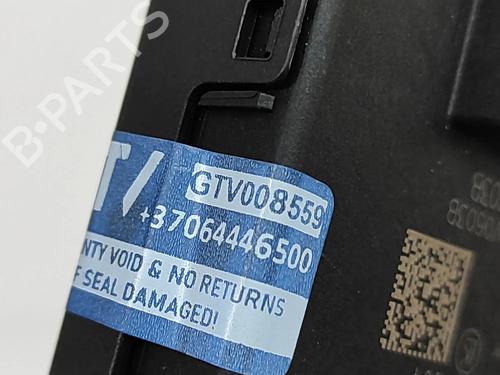 B-PARTS
GTV008559
+37064446500
NTY VOID & NO RETURNS
F SEAL DAMAGED!